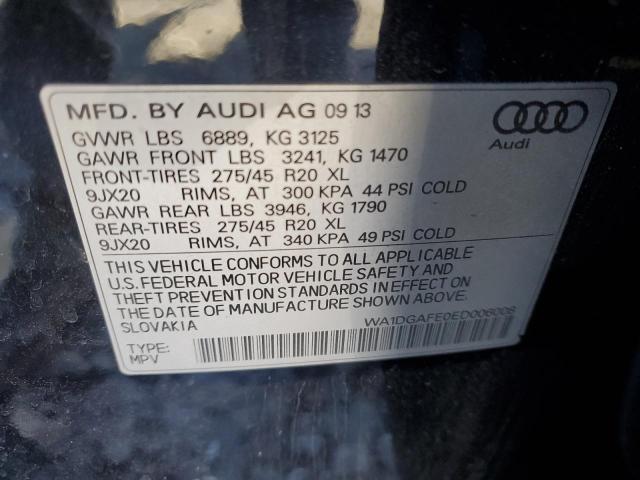 MFD. BY AUDI AG 09 13
GVWR LBS 6889, KG 3125
GAWR FRONT LBS 3241, KG 1470
FRONT-TIRES 275/45 R20 XL
9JX20 RIMS, AT 300 KPA 44 PSI COLD
GAWR REAR LBS 3946, KG 1790
REAR-TIRES 275/45 R20 XL
9JX20 RIMS, AT 340 KPA 49 PSI COLD
THIS VEHICLE CONFORMS TO ALL APPLICABLE
U.S.FEDERAL MOTOR VEHICLE SAFETY AND
THEFT PREVENTION STANDARDS IN EFFECT ON
THE DATE OF MANUFACTURE SHOWN ABOVE.
SLOVAKIA
WA1DGAFE0ED006008
TYPE:
MPV
Audi